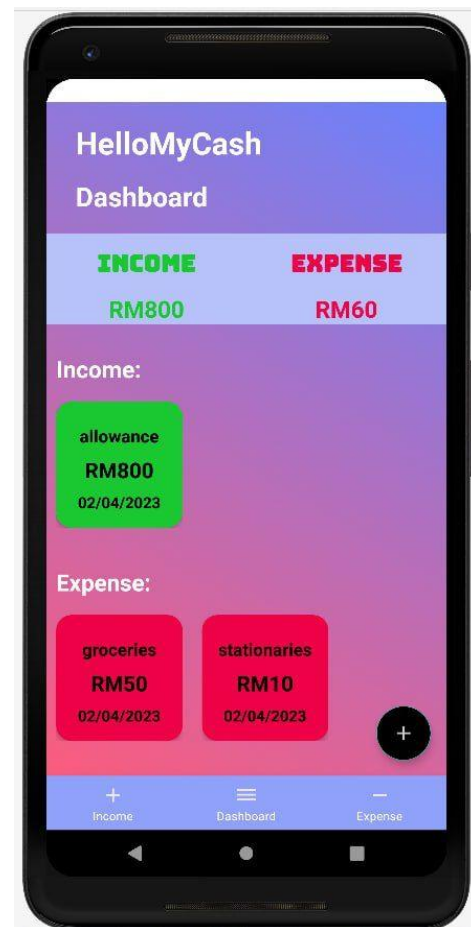 HelloMyCash
Dashboard
INCOME EXPENSE
RM800 RM60
Income:
allowance
RM800
02/04/2023
Expense:
groceries
RM50
02/04/2023
stationaries
RM10
02/04/2023
+
+ Income
Dashboard
− Expense